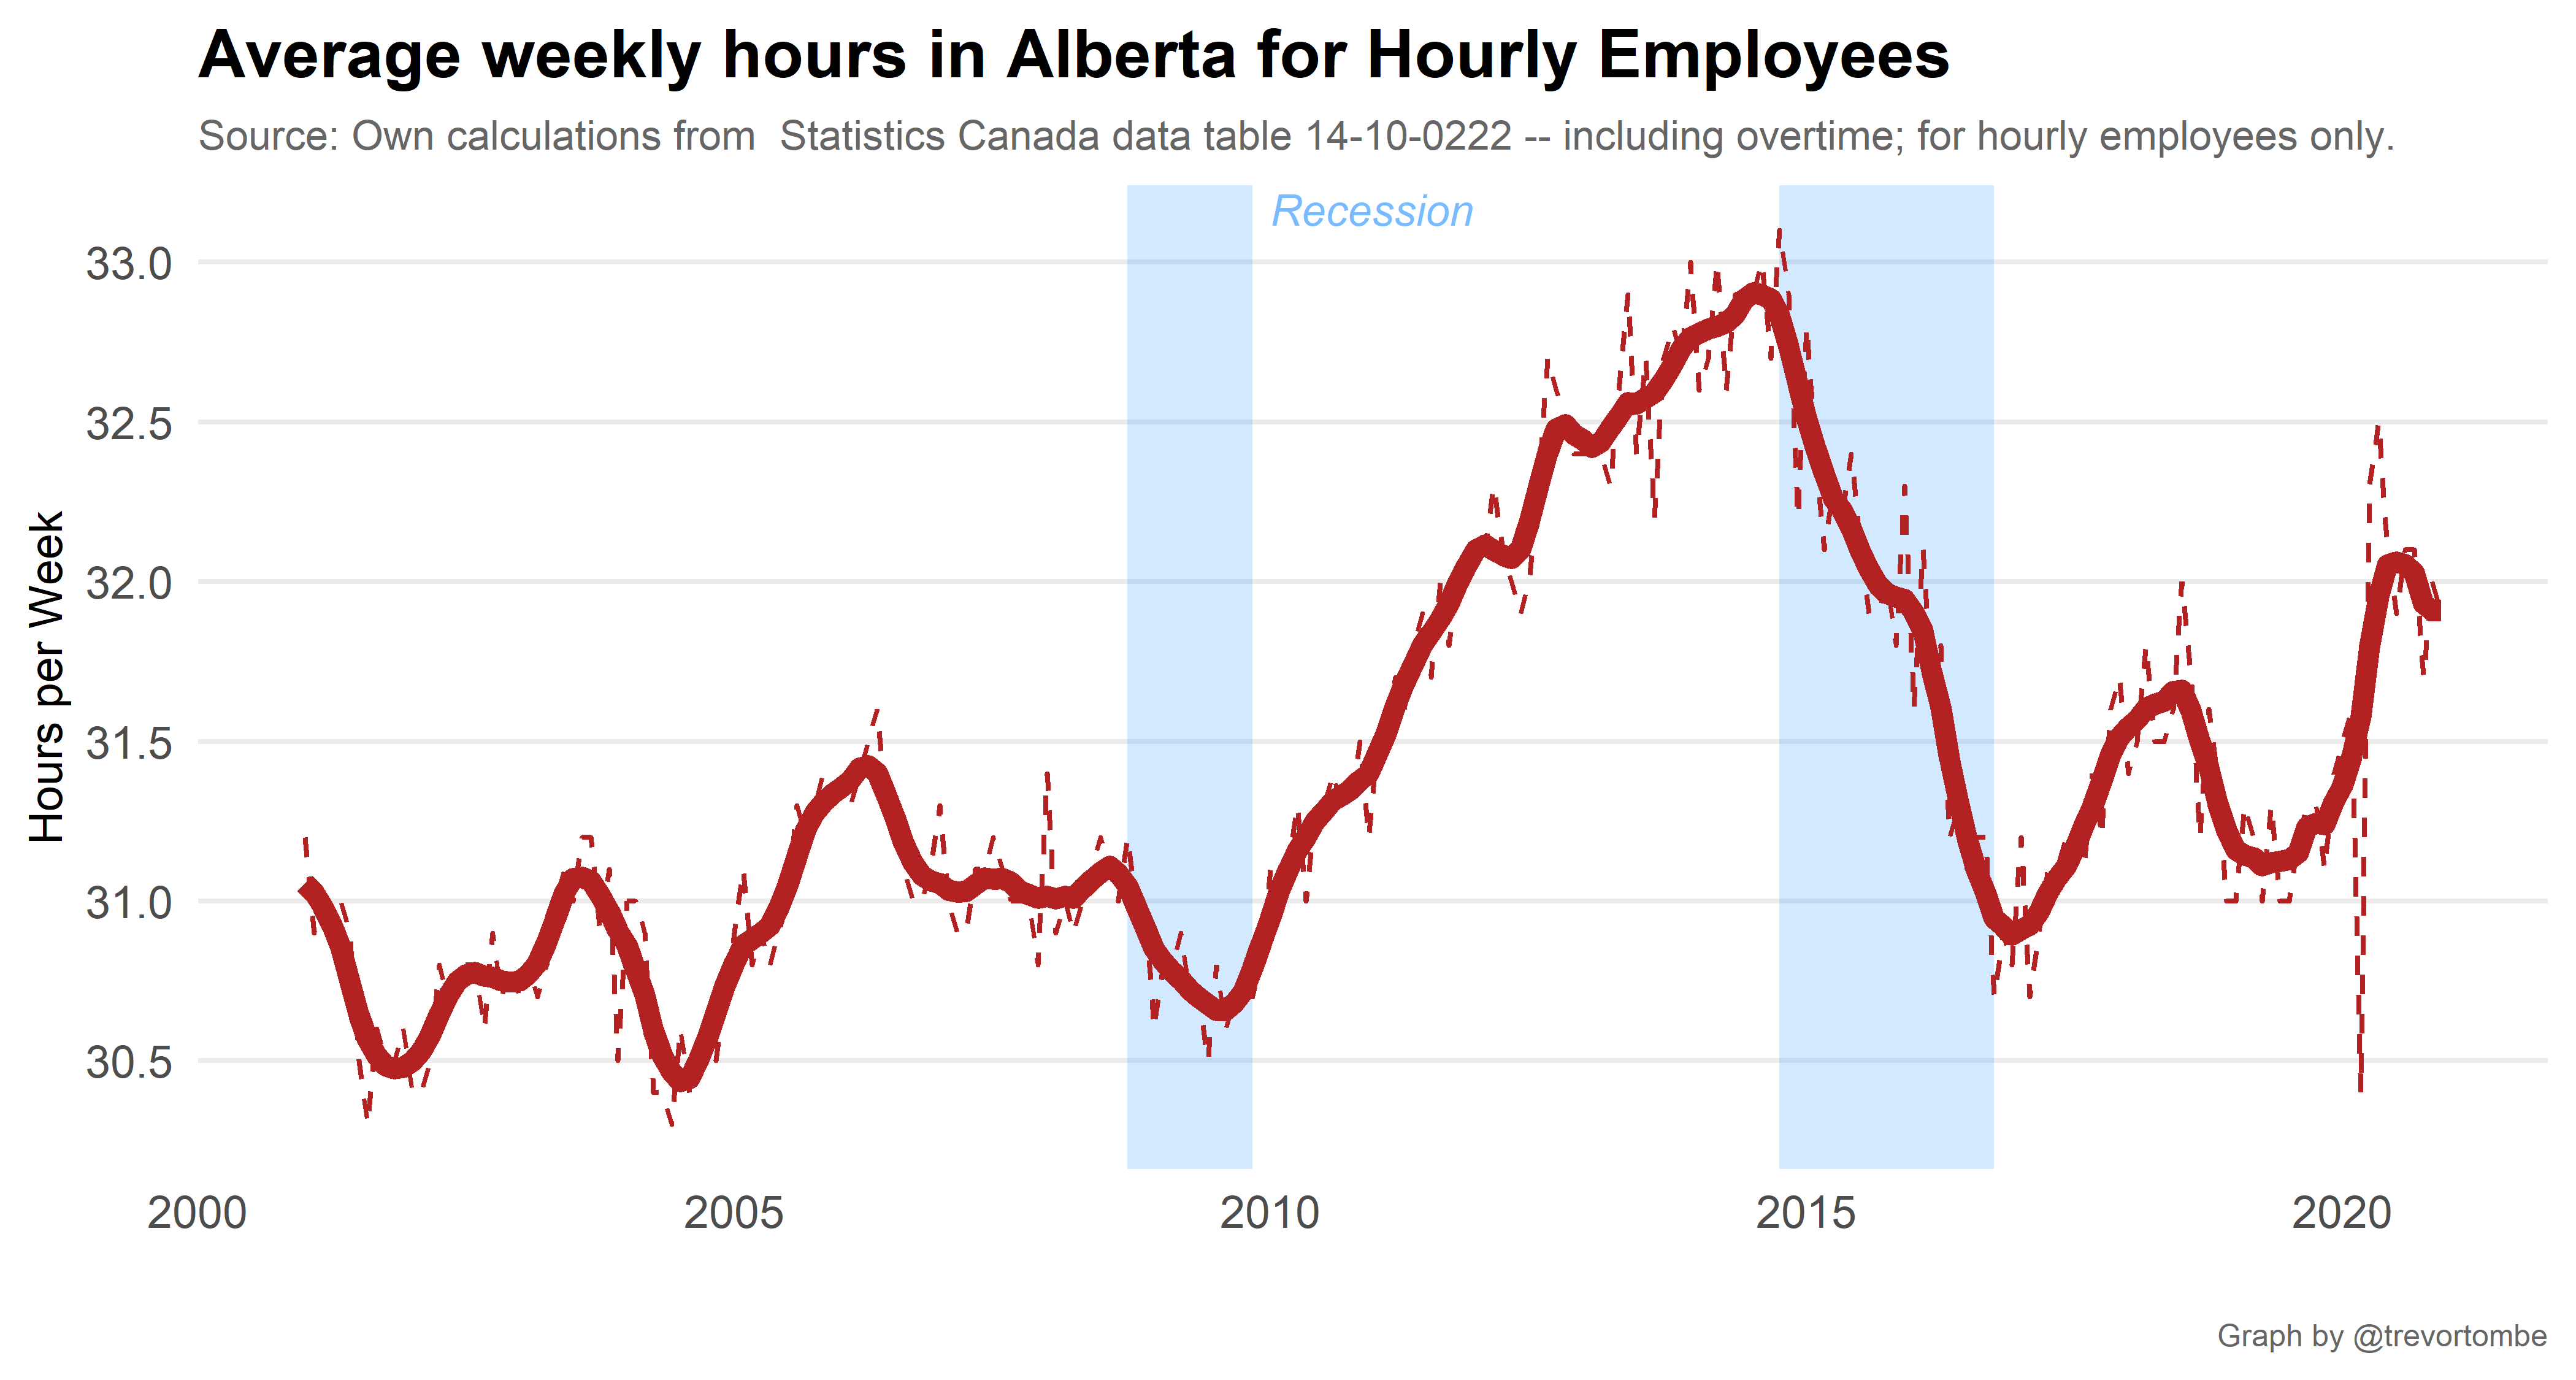 Average weekly hours in Alberta for Hourly Employees
Source: Own calculations from  Statistics Canada data table 14-10-0222 -- including overtime; for hourly employees only.
Recession
33.0
32.5
32.0
31.5
31.0
30.5
Hours per Week
2000 2005 2010 2015 2020
Graph by @trevortombe